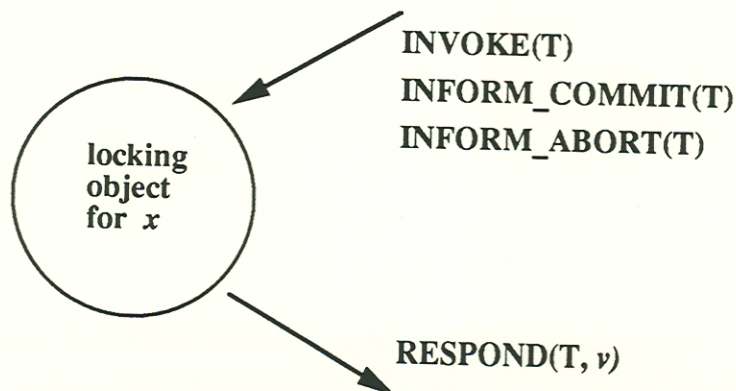 INVOKE(T)
INFORM_COMMIT(T)
INFORM_ABORT(T)
locking
object
for x
RESPOND(T, v)